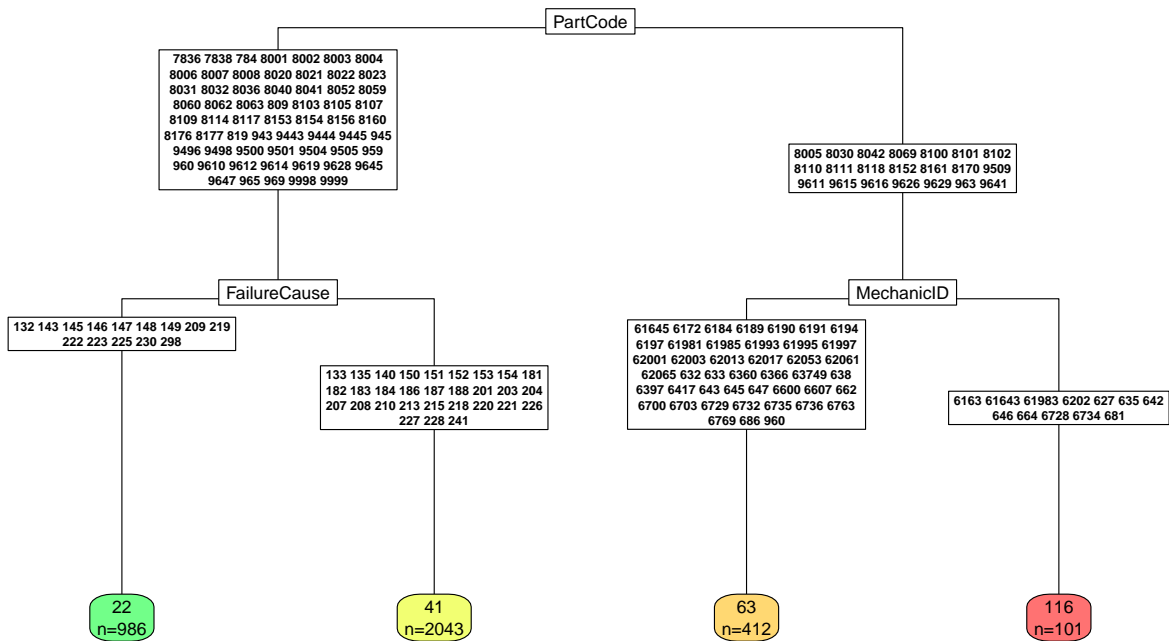 PartCode
7836 7838 784 8001 8002 8003 8004
8006 8007 8008 8020 8021 8022 8023
8031 8032 8036 8040 8041 8052 8059
8060 8062 8063 809 8103 8105 8107
8109 8114 8117 8153 8154 8156 8160
8176 8177 819 943 9443 9444 9445 945
9496 9498 9500 9501 9504 9505 959
960 9610 9612 9614 9619 9628 9645
9647 965 969 9998 9999
8005 8030 8042 8069 8100 8101 8102
8110 8111 8118 8152 8161 8170 9509
9611 9615 9616 9626 9629 963 9641
FailureCause
MechanicID
132 143 145 146 147 148 149 209 219
222 223 225 230 298
133 135 140 150 151 152 153 154 181
182 183 184 186 187 188 201 203 204
207 208 210 213 215 218 220 221 226
227 228 241
61645 6172 6184 6189 6190 6191 6194
6197 61981 61985 61993 61995 61997
62001 62003 62013 62017 62053 62061
62065 632 633 6360 6366 63749 638
6397 6417 643 645 647 6600 6607 662
6700 6703 6729 6732 6735 6736 6763
6769 686 960
6163 61643 61983 6202 627 635 642
646 664 6728 6734 681
22
n=986
41
n=2043
63
n=412
116
n=101